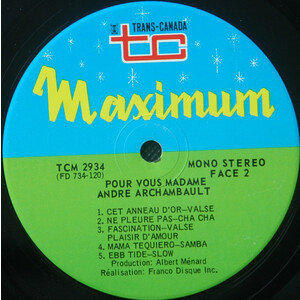 TRANS-CANADA
tc
Maximum
TCM 2934
(FD 734-120)
MONO STEREO
FACE 2
POUR VOUS MADAME
ANDRE ARCHAMBAULT
1. CET ANNEAU D'OR-VALSE
2. NE PLEURE PAS-CHA CHA
3. FASCINATION-VALSE
PLAISIR D'AMOUR
4. MAMA TEQUIERO-SAMBA
5. EBB TIDE-SLOW
Production: Albert Ménard
Réalisation: Franco Disque Inc.